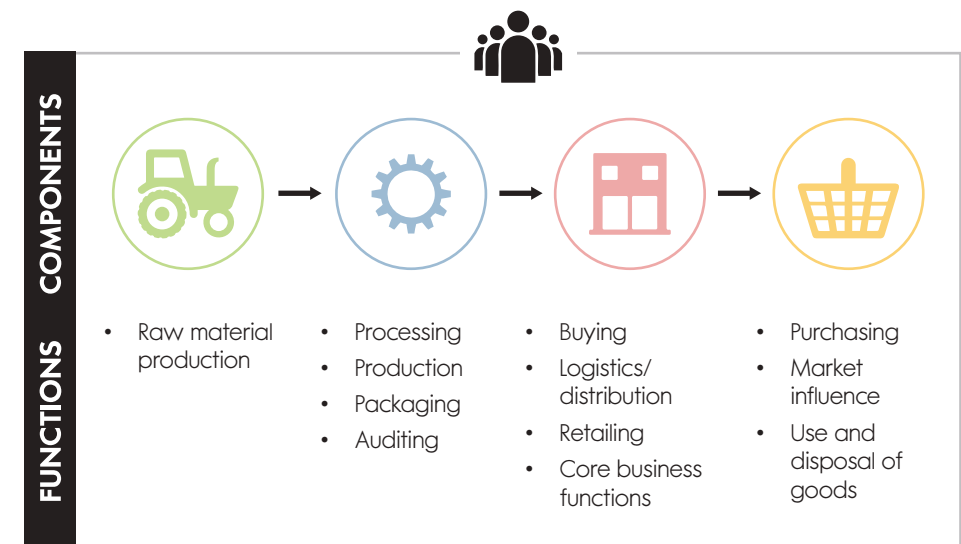 COMPONENTS
FUNCTIONS
• Raw material
production
• Processing
• Production
• Packaging
• Auditing
• Buying
• Logistics/
distribution
• Retailing
• Core business
functions
• Purchasing
• Market
influence
• Use and
disposal of
goods